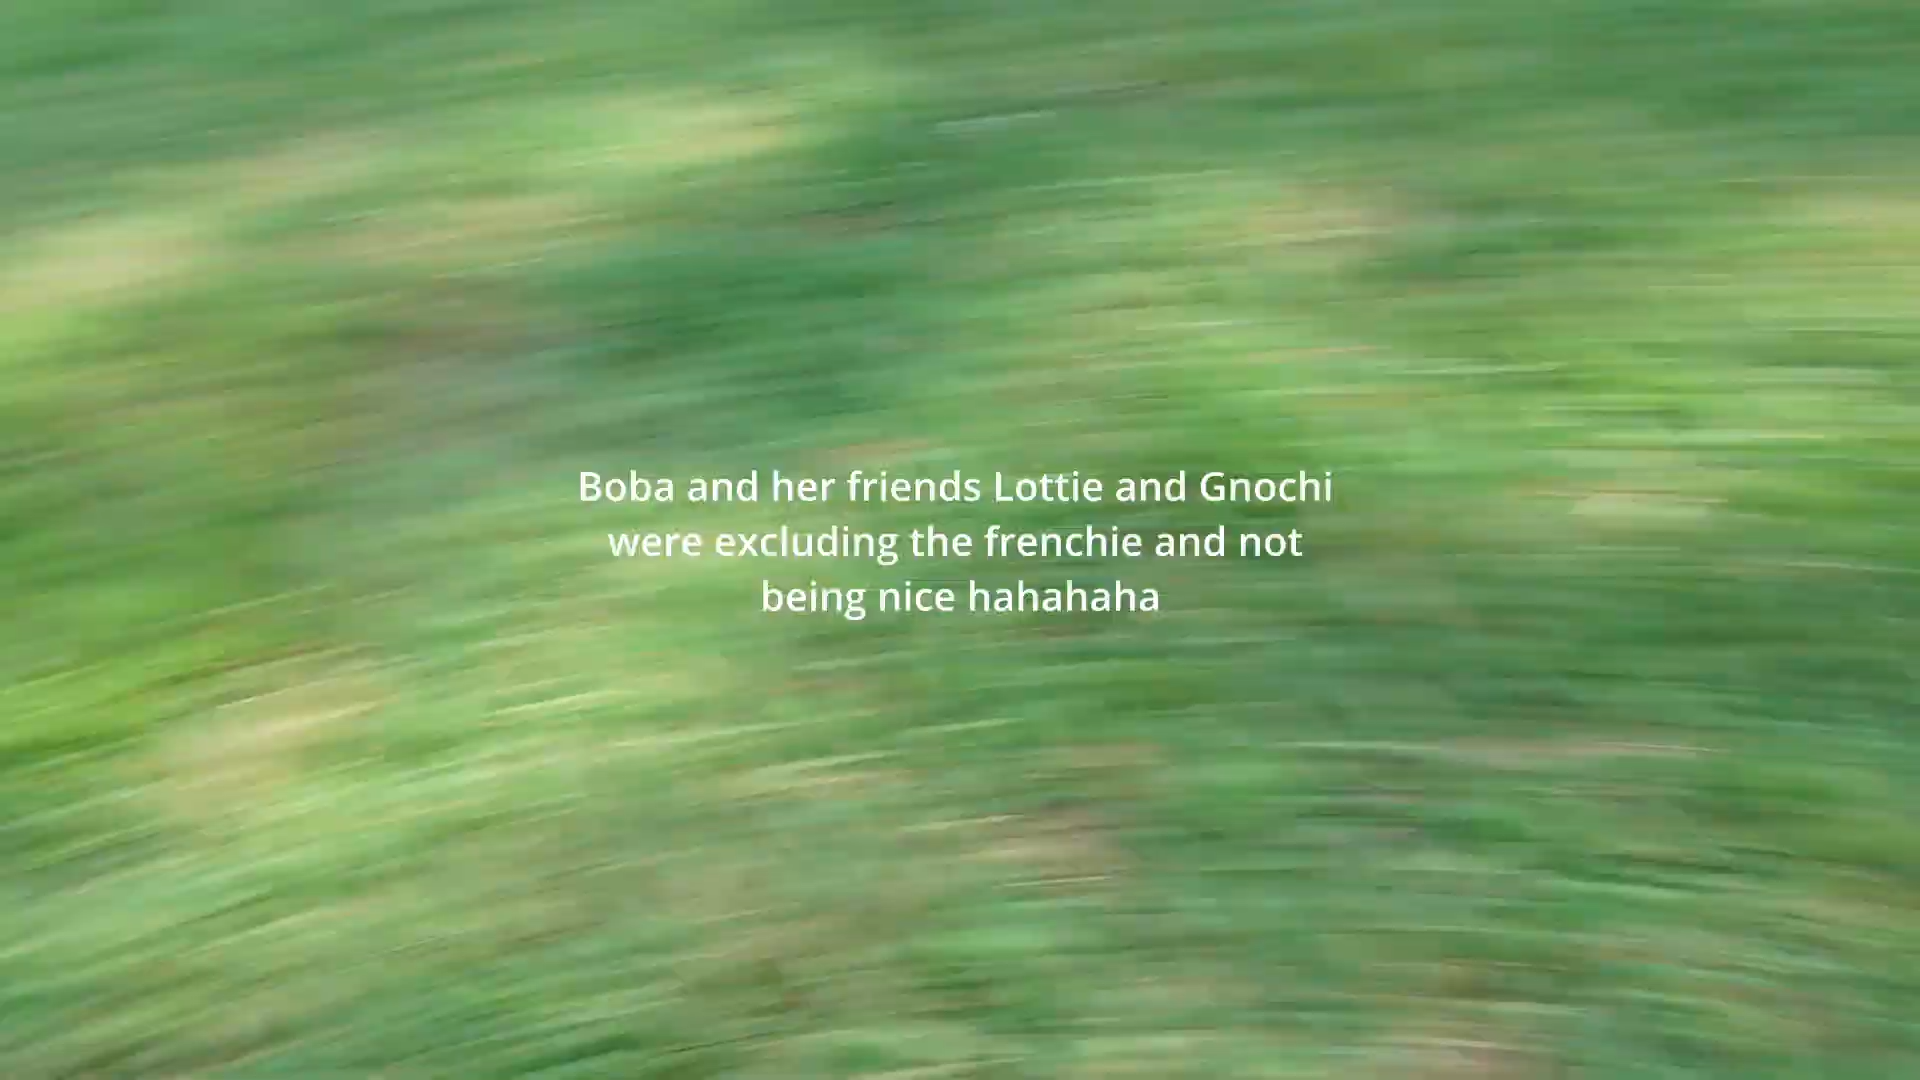 Boba and her friends Lottie and Gnochi
were excluding the frenchie and not
being nice hahahaha